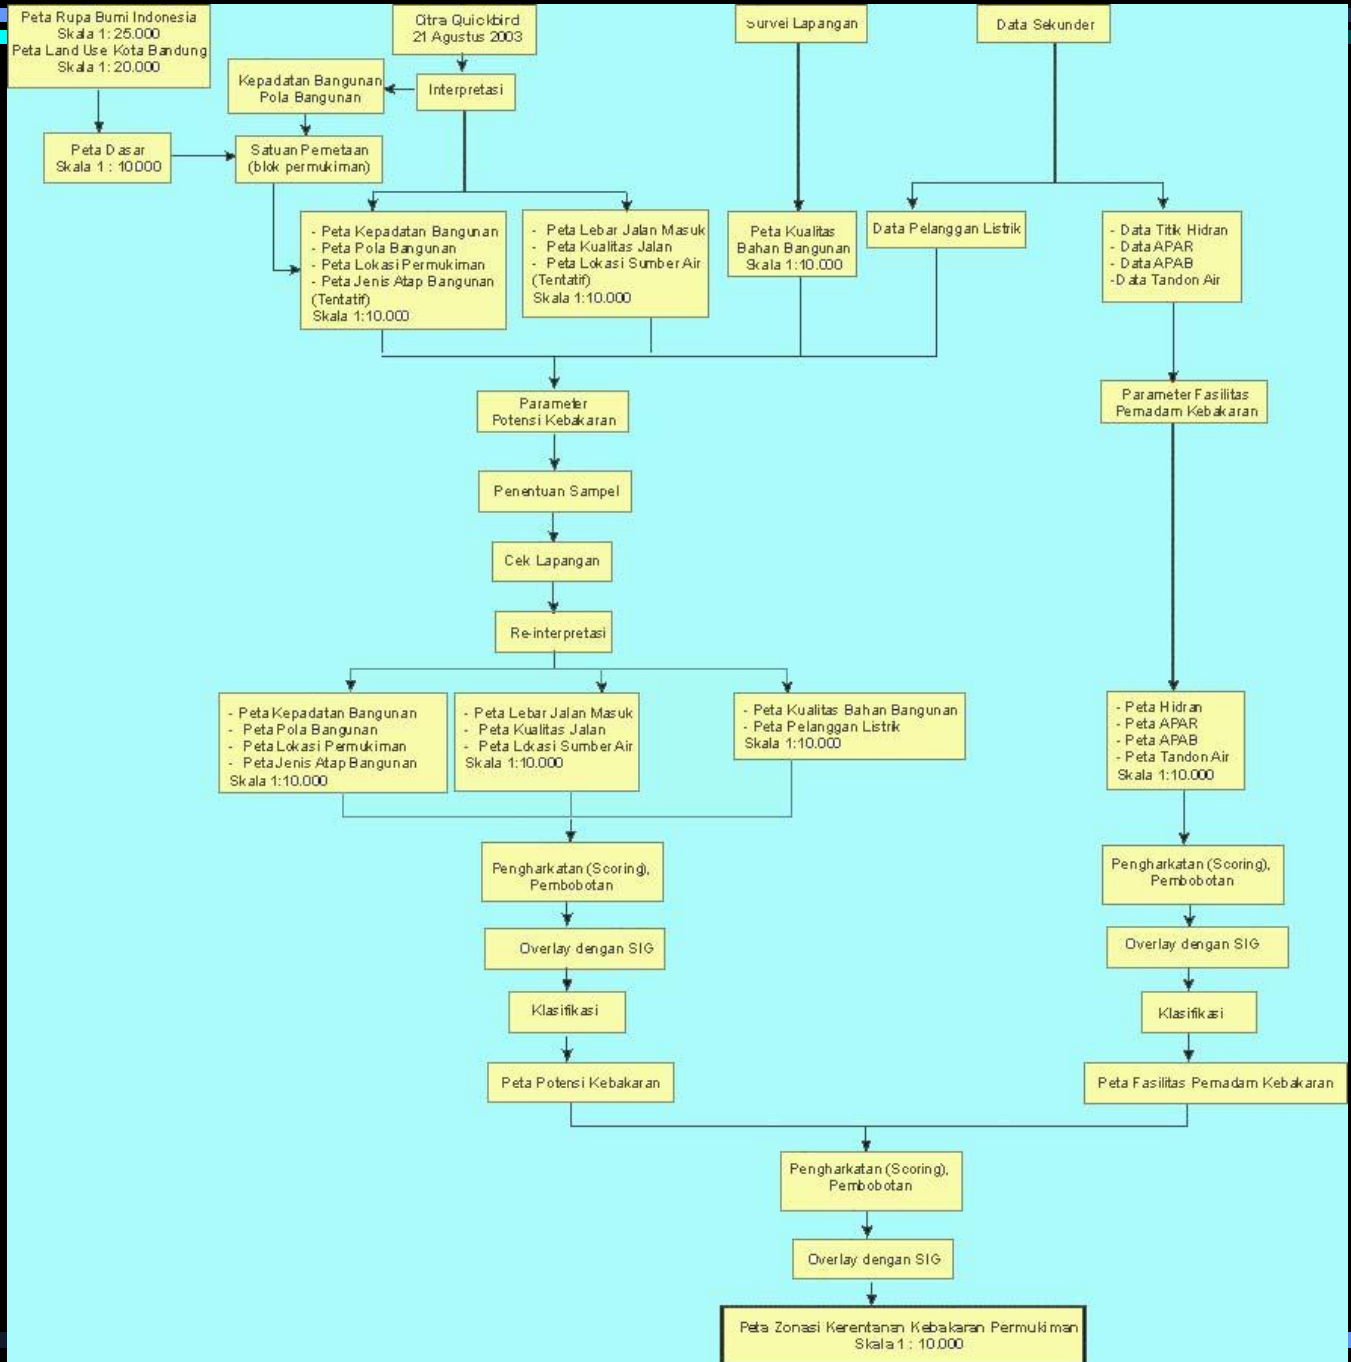 Peta Rupa Bumi Indonesia
Skala 1: 25.000
Peta Land Use Kota Bandung
Skala 1: 20.000
Citra Quickbird
21 Agustus 2003
Survei Lapangan
Data Sekunder
Kepadatan Bangunan
Pola Bangunan
Interpretasi
Peta Dasar
Skala 1 : 10.000
Satuan Pemetaan
(blok permukiman)
- Peta Kepadatan Bangunan
- Peta Pola Bangunan
- Peta Lokasi Permukiman
- Peta Jenis Atap Bangunan
(Tentatif)
Skala 1:10.000
- Peta Lebar Jalan Masuk
- Peta Kualitas Jalan
- Peta Lokasi Sumber Air
(Tentatif)
Skala 1:10.000
Peta Kualitas
Bahan Bangunan
Skala 1:10.000
Data Pelanggan Listrik
- Data Titik Hidran
- Data APAR
- Data APAB
-Data Tandon Air
Parameter
Potensi Kebakaran
Parameter Fasilitas
Pemadam Kebakaran
Penentuan Sampel
Cek Lapangan
Re-interpretasi
- Peta Kepadatan Bangunan
- Peta Pola Bangunan
- Peta Lokasi Permukiman
- Peta Jenis Atap Bangunan
Skala 1:10.000
- Peta Lebar Jalan Masuk
- Peta Kualitas Jalan
- Peta Lokasi Sumber Air
Skala 1:10.000
- Peta Kualitas Bahan Bangunan
- Peta Pelanggan Listrik
Skala 1:10.000
- Peta Hidran
- Peta APAR
- Peta APAB
- Peta Tandon Air
Skala 1:10.000
Pengharkatan (Scoring),
Pembobotan
Pengharkatan (Scoring),
Pembobotan
Overlay dengan SIG
Overlay dengan SIG
Klasifikasi
Klasifikasi
Peta Potensi Kebakaran
Peta Fasilitas Pemadam Kebakaran
Pengharkatan (Scoring),
Pembobotan
Overlay dengan SIG
Peta Zonasi Kerentanan Kebakaran Permukiman
Skala 1 : 10.000